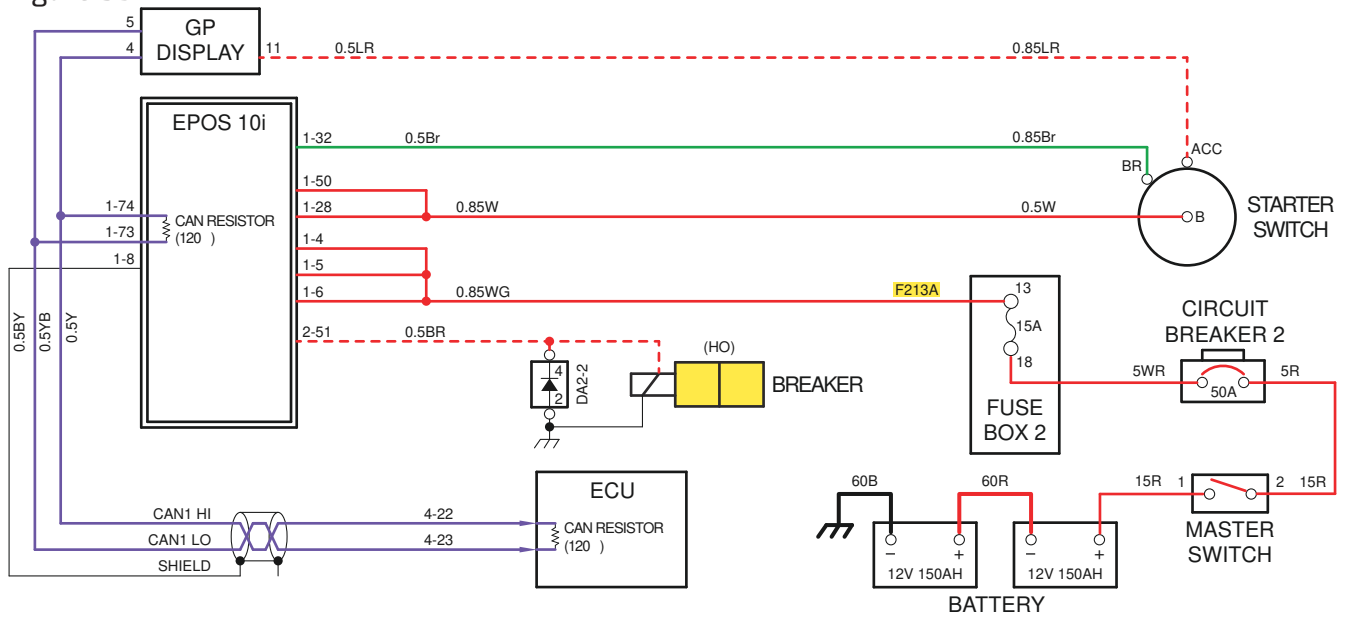 5
4
GP
DISPLAY
11
0.5LR
0.85LR
EPOS 10i
1-32
0.5Br
0.85Br
BR
ACC
1-50
1-28
0.85W
0.5W
B
STARTER
SWITCH
1-74
1-73
1-8
CAN RESISTOR
(120 )
1-4
1-5
1-6
0.85WG
F213A
13
15A
18
FUSE
BOX 2
CIRCUIT
BREAKER 2
5WR
50A
5R
2-51
0.5BR
4
2
DA2-2
(HO)
BREAKER
0.5BY
0.5YB
0.5Y
CAN1 HI
CAN1 LO
SHIELD
4-22
4-23
ECU
CAN RESISTOR
(120 )
60B
60R
15R
1
2
15R
MASTER
SWITCH
−
+
12V 150AH
−
+
12V 150AH
BATTERY